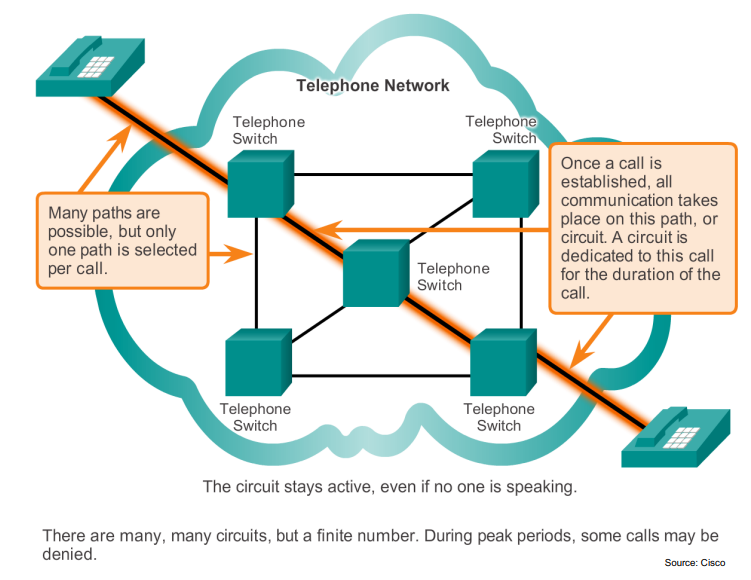 Telephone Network
Telephone
Switch
Telephone
Switch
Once a call is
established, all
communication takes
place on this path, or
circuit. A circuit is
dedicated to this call
for the duration of the
call.
Many paths are
possible, but only
one path is selected
per call.
Telephone
Switch
Telephone
Switch
Telephone
Switch
The circuit stays active, even if no one is speaking.
There are many, many circuits, but a finite number. During peak periods, some calls may be
denied.
Source: Cisco